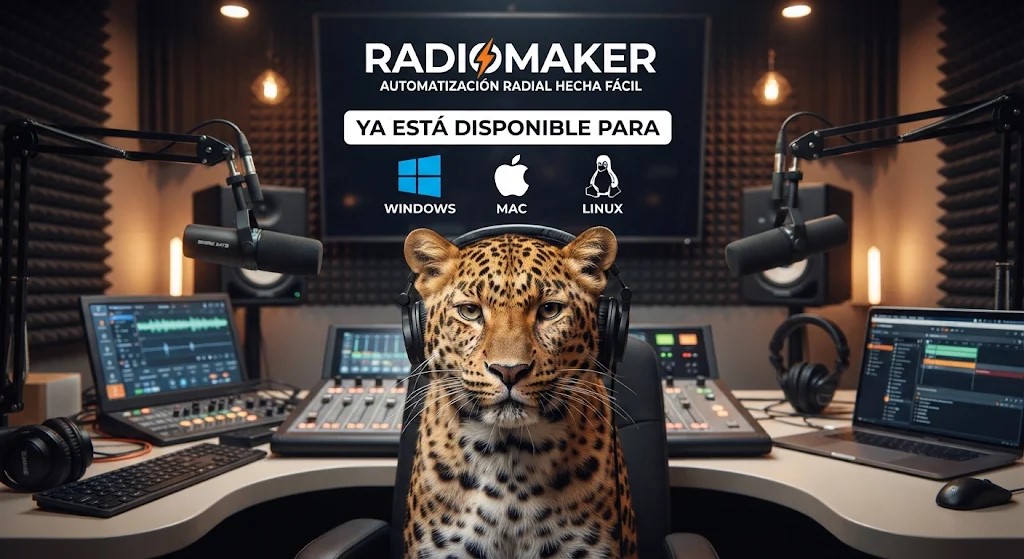 RADIOMAKER
AUTOMATIZACIÓN RADIAL HECHA FÁCIL
YA ESTÁ DISPONIBLE PARA
WINDOWS
MAC
LINUX